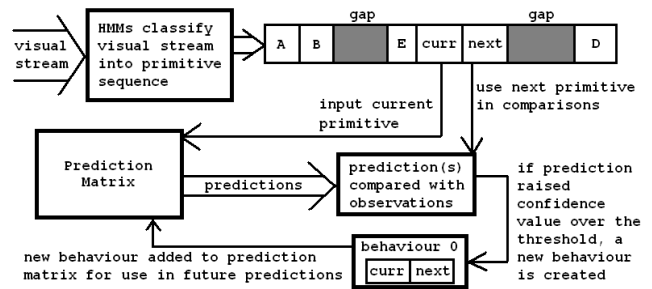 visual
stream
HMMs classify
visual stream
into primitive
sequence
gap
gap
A B E curr next D
input current
primitive
use next primitive
in comparisons
Prediction
Matrix
predictions
prediction(s)
compared with
observations
if prediction
raised
confidence
value over the
threshold, a
new behaviour
is created
new behaviour added to prediction
matrix for use in future predictions
behaviour 0
curr next